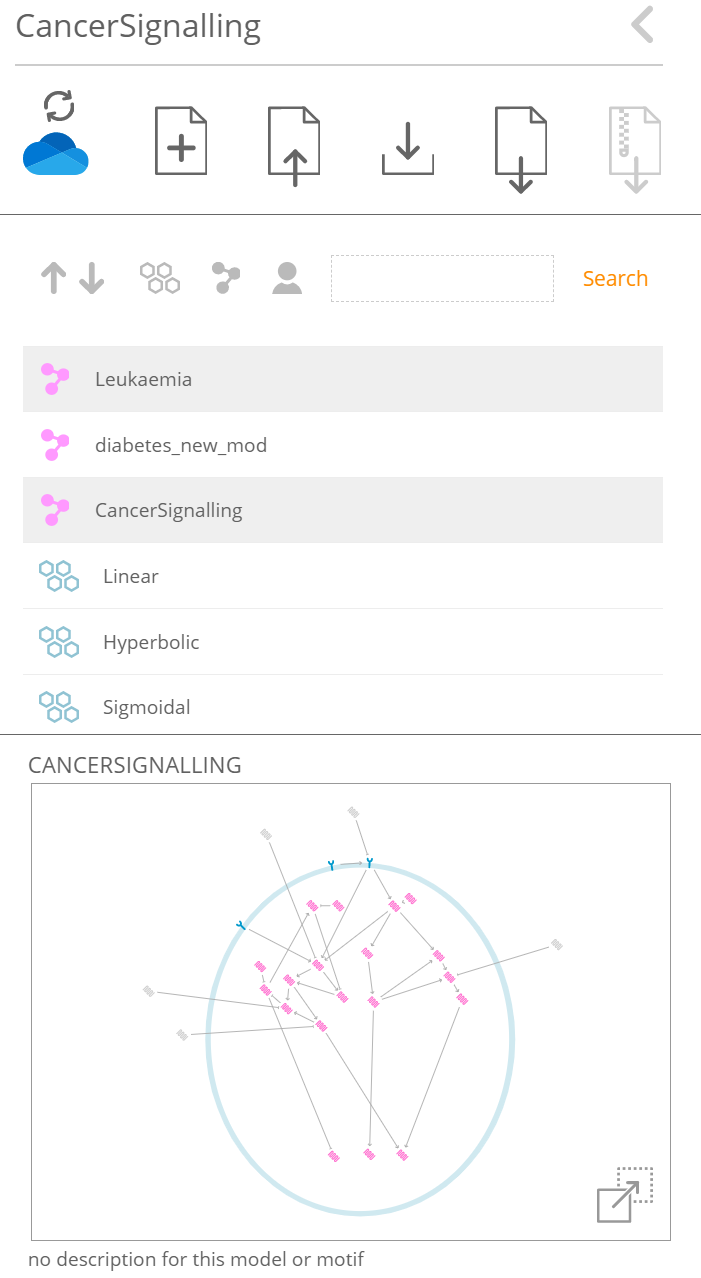 CancerSignalling
Search
Leukaemia
diabetes_new_mod
CancerSignalling
Linear
Hyperbolic
Sigmoidal
CANCERSIGNALLING
no description for this model or motif